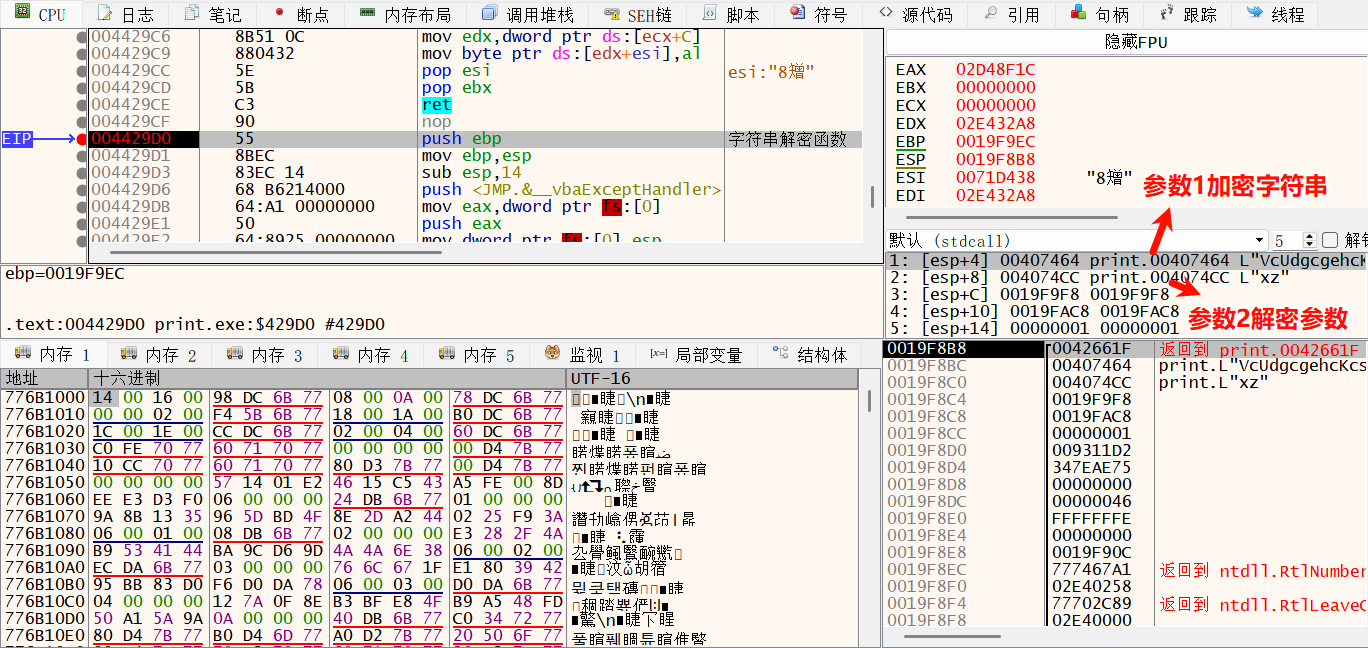 CPU 日志 笔记 断点 内存布局 调用堆栈 SEH链 脚本 符号 源代码 引用 句柄 跟踪 线程
004429C6 8B51 0C mov edx,dword ptr ds:[ecx+C]
004429C9 880432 mov byte ptr ds:[edx+esi],al
004429CC 5E pop esi esi:"8矰"
004429CD 5B pop ebx
004429CE C3 ret
004429CF 90 nop
EIP 004429D0 55 push ebp 字符串解密函数
004429D1 8BEC mov ebp,esp
004429D3 83EC 14 sub esp,14
004429D6 68 B6214000 push <JMP.&__vbaExceptHandler>
004429DB 64:A1 00000000 mov eax,dword ptr fs:[0]
004429E1 50 push eax
004429E2 64:8925 00000000 mov dword ptr fs:[0],esp
ebp=0019F9EC
.text:004429D0 print.exe:$429D0 #429D0
隐藏FPU
EAX 02D48F1C
EBX 00000000
ECX 00000000
EDX 02E432A8
EBP 0019F9EC
ESP 0019F8B8
ESI 0071D438 "8矰"
EDI 02E432A8
参数1加密字符串
默认 (stdcall) 5
1: [esp+4] 00407464 print.00407464 L"VcUdgcgehcK
2: [esp+8] 004074CC print.004074CC L"xz"
3: [esp+C] 0019F9F8 0019F9F8
4: [esp+10] 0019FAC8 0019FAC8
5: [esp+14] 00000001 00000001
参数2解密参数
内存 1 内存 2 内存 3 内存 4 内存 5 监视 1 [x=] 局部变量 结构体
地址 十六进制 UTF-16
776B1000 14 00 16 00 98 DC 6B 77 08 00 0A 00 78 DC 6B 77
776B1010 00 00 02 00 F4 5B 6B 77 18 00 1A 00 B0 DC 6B 77
776B1020 1C 00 1E 00 CC DC 6B 77 02 00 04 00 60 DC 6B 77
776B1030 C0 FE 70 77 60 71 70 77 00 00 00 00 00 D4 7B 77
776B1040 10 CC 70 77 60 71 70 77 80 D3 7B 77 00 D4 7B 77
776B1050 00 00 00 00 57 14 01 E2 46 15 C5 43 A5 FE 00 8D
776B1060 EE E3 D3 F0 06 00 00 00 24 DB 6B 77 01 00 00 00
776B1070 9A 8B 13 35 96 5D BD 4F 8E 2D A2 44 02 25 F9 3A
776B1080 06 00 01 00 08 DB 6B 77 02 00 00 00 E3 28 2F 4A
776B1090 B9 53 41 44 BA 9C D6 9D 4A 4A 6E 38 06 00 02 00
776B10A0 EC DA 6B 77 03 00 00 00 76 6C 67 1F E1 80 39 42
776B10B0 95 BB 83 D0 F6 D0 DA 78 06 00 03 00 D0 DA 6B 77
776B10C0 04 00 00 00 12 7A 0F 8E B3 BF E8 4F B9 A5 48 FD
776B10D0 50 A1 5A 9A 0A 00 00 00 40 DB 6B 77 C0 34 72 77
776B10E0 80 D4 7B 77 B0 D4 6D 77 A0 D2 7B 77 20 50 6F 77
0019F8B8 0042661F 返回到 print.0042661F
0019F8BC 00407464 print.L"VcUdgcgehcKcs
0019F8C0 004074CC print.L"xz"
0019F8C4 0019F9F8
0019F8C8 0019FAC8
0019F8CC 00000001
0019F8D0 009311D2
0019F8D4 347EAE75
0019F8D8 00000000
0019F8DC 00000046
0019F8E0 FFFFFFFE
0019F8E4 00000000
0019F8E8 0019F90C
0019F8EC 777467A1 返回到 ntdll.RtlNumber
0019F8F0 02E40258
0019F8F4 77702C89 返回到 ntdll.RtlLeaveC
0019F8F8 02E40000